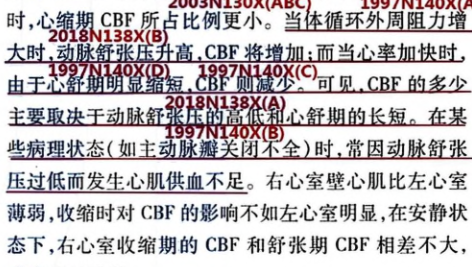 2003N130X(ABC) 1997N140X(A
时,心缩期 CBF 所占比例更小。当体循环外周阻力增
2018N138X(B)
大时,动脉舒张压升高,CBF 将增加;而当心率加快时,
1997N140X(D) 1997N140X(C)
由于心舒期明显缩短,CBF 则减少。可见,CBF 的多少
2018N138X(A)
主要取决于动脉舒张压的高低和心舒期的长短。在某
1997N140X(B)
些病理状态(如主动脉瓣关闭不全)时,常因动脉舒张
压过低而发生心肌供血不足。右心室壁心肌比左心室
薄弱,收缩时对 CBF 的影响不如左心室明显,在安静状
态下,右心室收缩期的 CBF 和舒张期 CBF 相差不大,